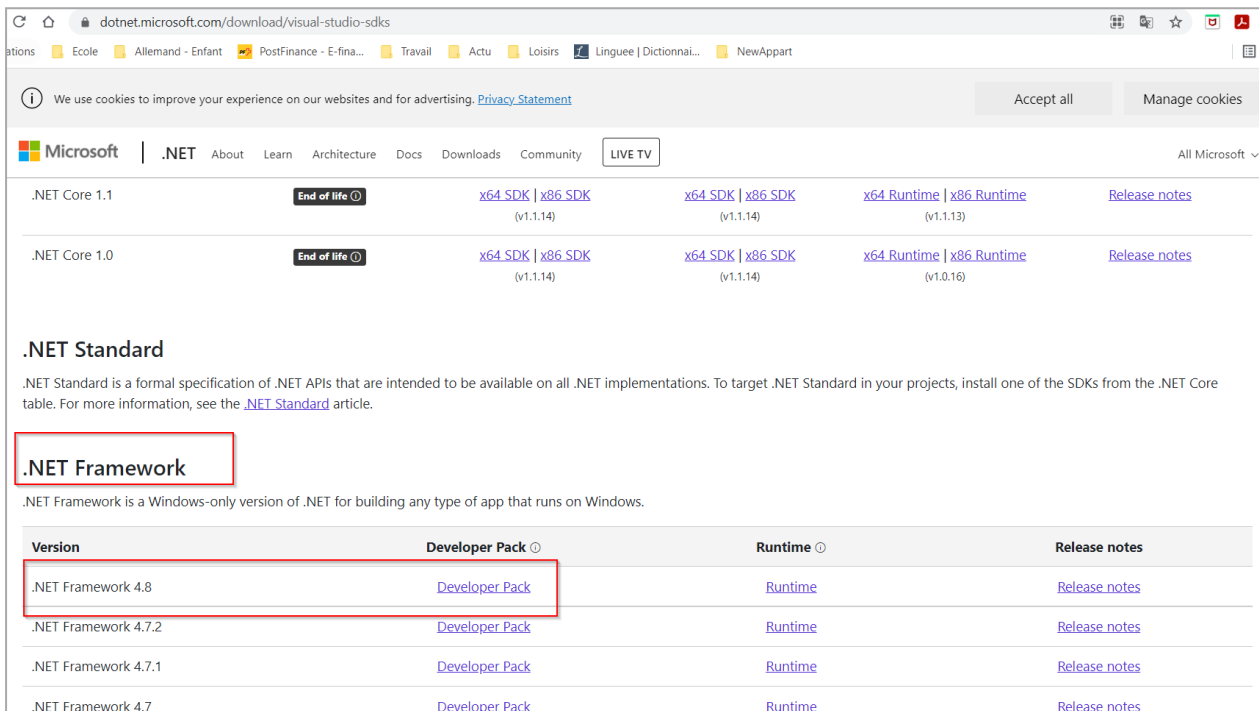 dotnet.microsoft.com/download/visual-studio-sdks
ations Ecole Allemand - Enfant PostFinance - E-fina... Travail Actu Loisirs Linguee | Dictionnai... NewAppart
We use cookies to improve your experience on our websites and for advertising. Privacy Statement Accept all Manage cookies
Microsoft .NET About Learn Architecture Docs Downloads Community LIVE TV All Microsoft
.NET Core 1.1 End of life x64 SDK | x86 SDK x64 SDK | x86 SDK x64 Runtime | x86 Runtime Release notes
(v1.1.14) (v1.1.14) (v1.1.13)
.NET Core 1.0 End of life x64 SDK | x86 SDK x64 SDK | x86 SDK x64 Runtime | x86 Runtime Release notes
(v1.1.14) (v1.1.14) (v1.0.16)
.NET Standard
.NET Standard is a formal specification of .NET APIs that are intended to be available on all .NET implementations. To target .NET Standard in your projects, install one of the SDKs from the .NET Core
table. For more information, see the .NET Standard article.
.NET Framework
.NET Framework is a Windows-only version of .NET for building any type of app that runs on Windows.
Version Developer Pack Runtime Release notes
.NET Framework 4.8 Developer Pack Runtime Release notes
.NET Framework 4.7.2 Developer Pack Runtime Release notes
.NET Framework 4.7.1 Developer Pack Runtime Release notes
.NET Framework 4.7 Developer Pack Runtime Release notes